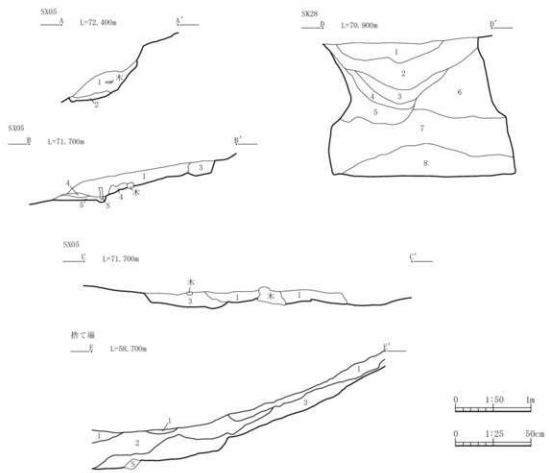 SX05
A L=72.400m A'
1 木
2
SK28
D L=70.900m D'
1
2
3
4
5
6
7
8
SX05
B L=71.700m B'
1 3
4 木
4
5 5
SX05
C L=71.700m C'
木
3 1 木 1
捨て場
E L=58.700m E'
1
1
1
2
3
5
0 1:50 1m
0 1:25 50cm